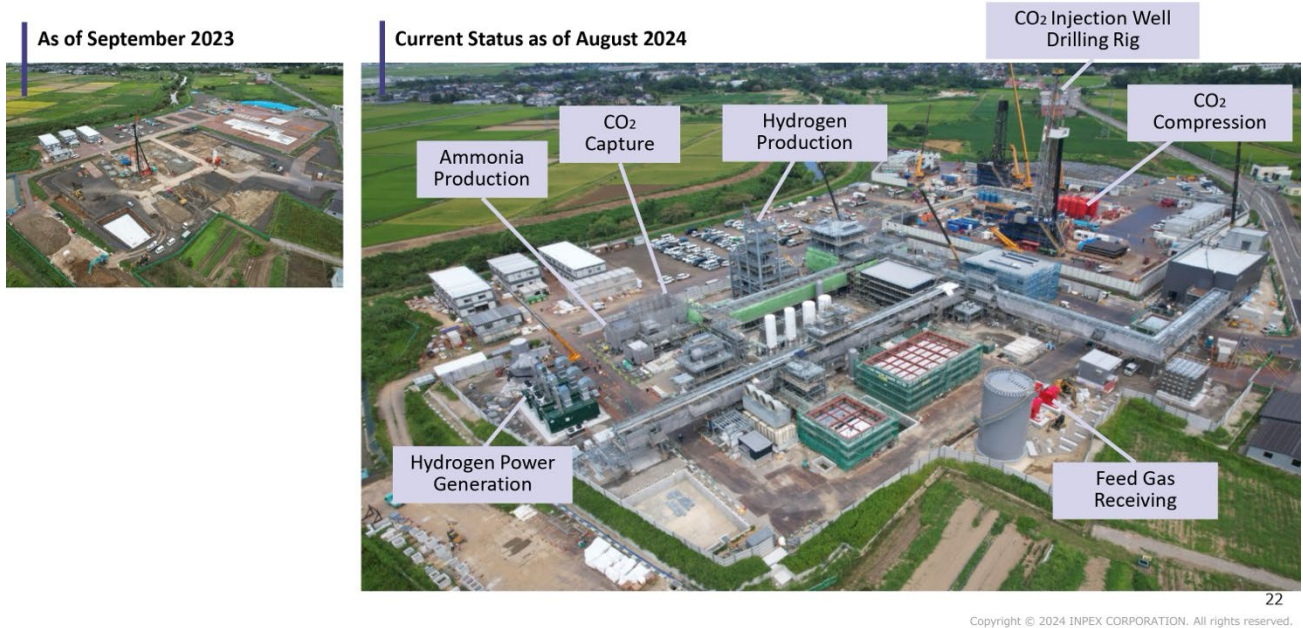 As of September 2023
Current Status as of August 2024
CO₂ Injection Well
Drilling Rig
CO₂
Compression
Hydrogen
Production
CO₂
Capture
Ammonia
Production
Hydrogen Power
Generation
Feed Gas
Receiving
22
Copyright © 2024 INPEX CORPORATION. All rights reserved.